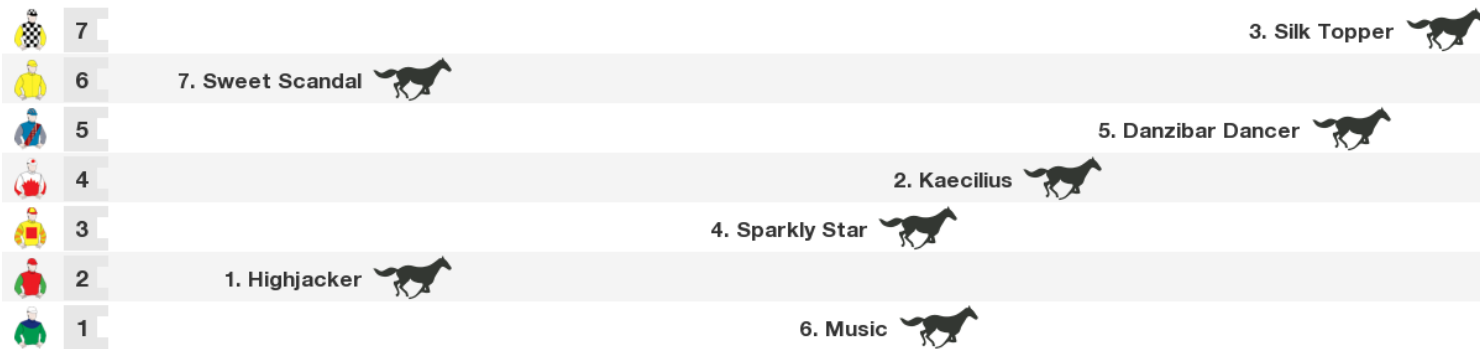 7 3. Silk Topper
6 7. Sweet Scandal
5 5. Danzibar Dancer
4 2. Kaecilius
3 4. Sparkly Star
2 1. Highjacker
1 6. Music